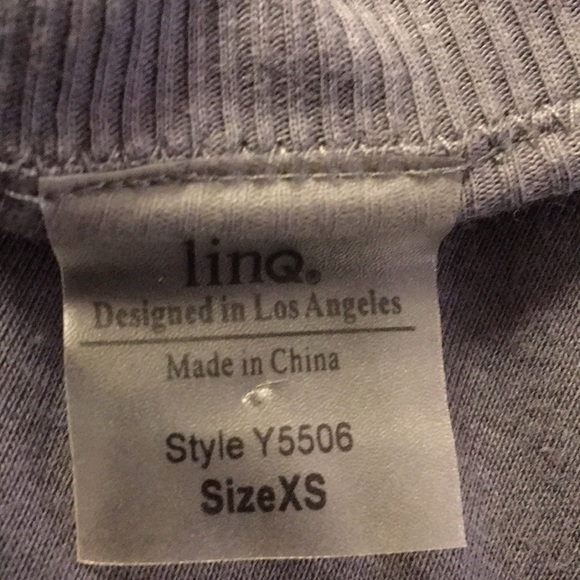 linQ.
Designed in Los Angeles
Made in China
Style Y5506
SizeXS